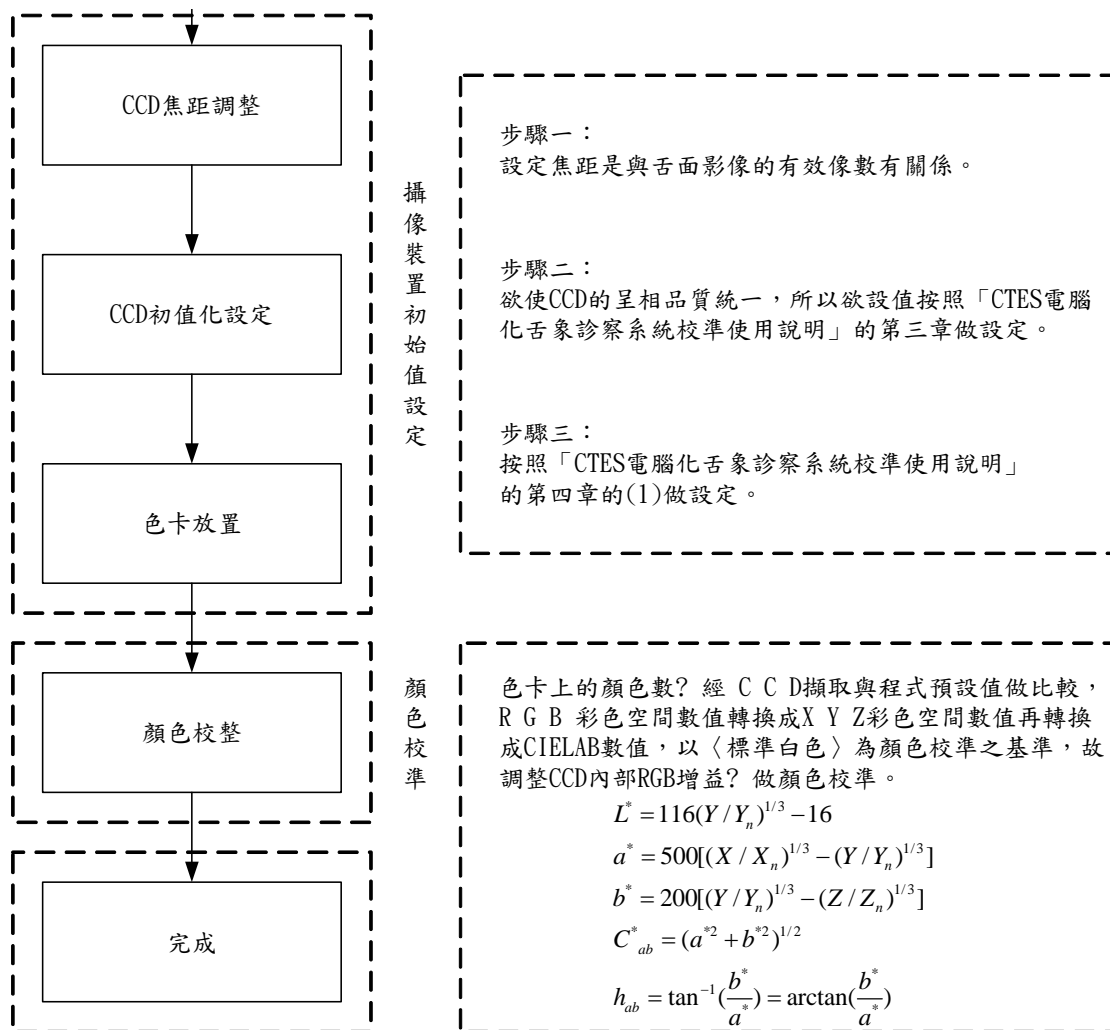 CCD焦距調整
CCD初值化設定
色卡放置
攝像裝置初始值設定
步驟一：
設定焦距是與舌面影像的有效像數有關係。
步驟二：
欲使CCD的呈相品質統一，所以欲設值按照「CTES電腦
化舌象診察系統校準使用說明」的第三章做設定。
步驟三：
按照「CTES電腦化舌象診察系統校準使用說明」
的第四章的(1)做設定。
顏色校整
顏色校準
色卡上的顏色數? 經 C C D擷取與程式預設值做比較，
R G B 彩色空間數值轉換成X Y Z彩色空間數值再轉換
成CIELAB數值，以〈標準白色〉為顏色校準之基準，故
調整CCD內部RGB增益? 做顏色校準。
L^* = 116(Y / Y_n)^{1/3} − 16
a^* = 500[(X / X_n)^{1/3} − (Y / Y_n)^{1/3}]
b^* = 200[(Y / Y_n)^{1/3} − (Z / Z_n)^{1/3}]
C^*_{ab} = (a^{*2} + b^{*2})^{1/2}
h_{ab} = tan^{-1}(b^*/a^*) = arctan(b^*/a^*)
完成